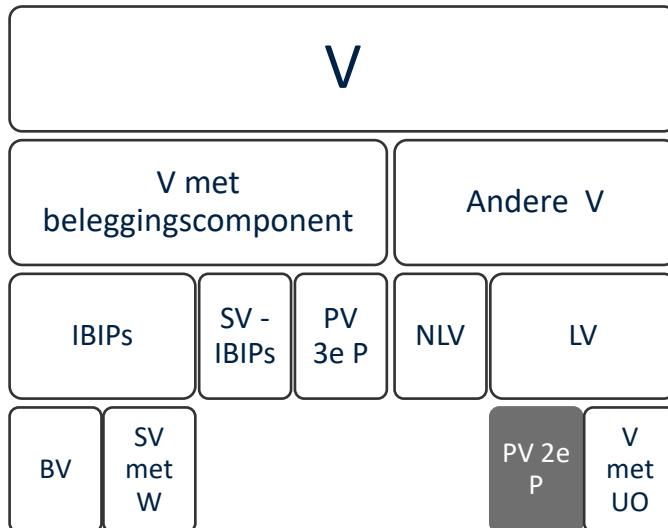 V
V met
beleggingscomponent
Andere V
IBIPs
SV -
IBIPs
PV
3e P
NLV
LV
BV
SV
met
W
PV 2e
P
V
met
UO